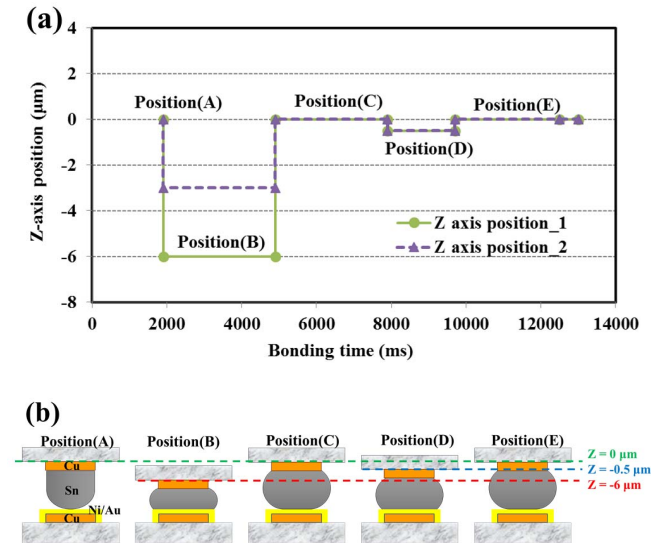 (a)
4
2
0
-2
-4
-6
-8
Z-axis position (μm)
Position(A)
Position(B)
Position(C)
Position(D)
Position(E)
Z axis position_1
Z axis position_2
0 2000 4000 6000 8000 10000 12000 14000
Bonding time (ms)
(b)
Position(A) Position(B) Position(C) Position(D) Position(E)
Z = 0 μm
Z = -0.5 μm
Z = -6 μm
Cu
Sn
Ni/Au
Cu